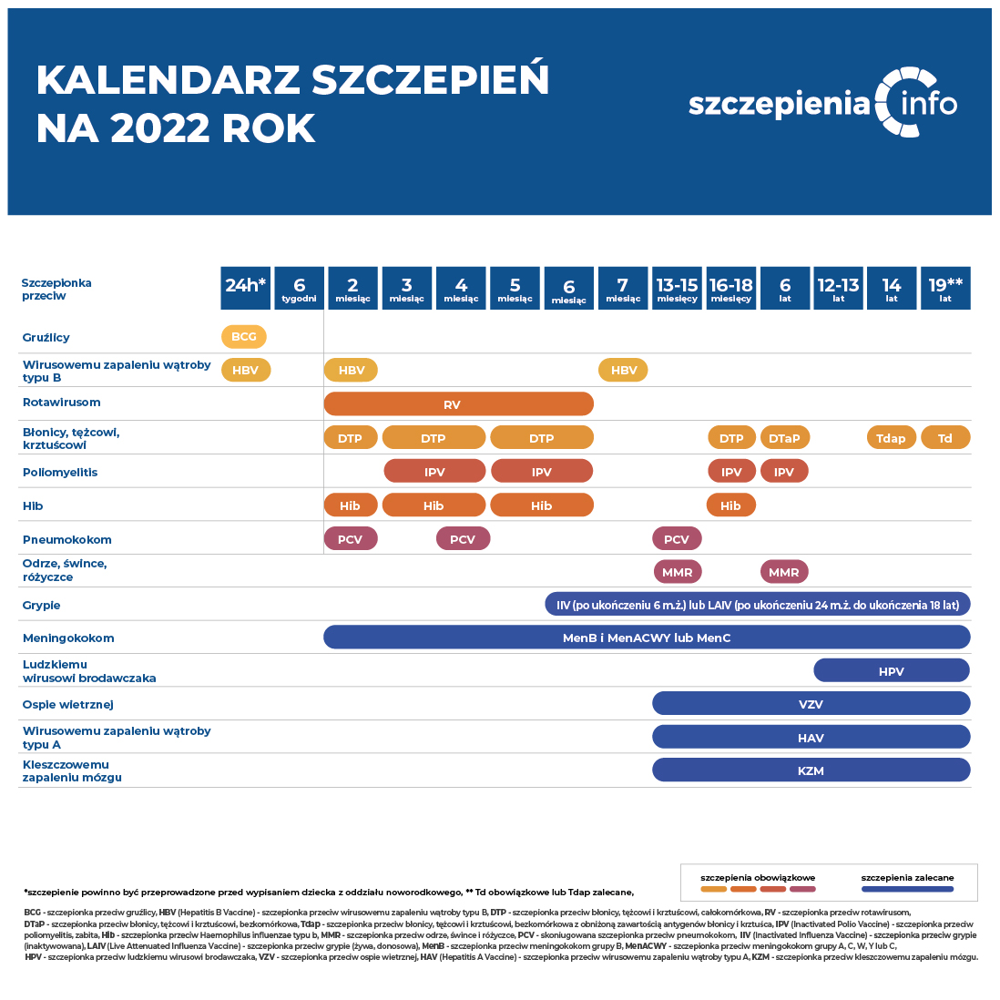 KALENDARZ SZCZEPIEŃ
NA 2022 ROK
szczepienia info
Szczepionka
przeciw
24h* 6 tygodni 2 miesiąc 3 miesiąc 4 miesiąc 5 miesiąc 6 miesiąc 7 miesiąc 13-15 miesięcy 16-18 miesięcy 6 lat 12-13 lat 14 lat 19** lat
Gruźlicy BCG
Wirusowemu zapaleniu wątroby
typu B
HBV HBV HBV
Rotawirusom RV
Błonicy, tężcowi,
krztuścowi
DTP DTP DTP DTP DTaP Tdap Td
Poliomyelitis IPV IPV IPV IPV
Hib Hib Hib Hib Hib
Pneumokokom PCV PCV PCV
Odrze, śwince,
różyczce
MMR MMR
Grypie IIV (po ukończeniu 6 m.ż.) lub LAIV (po ukończeniu 24 m.ż. do ukończenia 18 lat)
Meningokokom MenB i MenACWY lub MenC
Ludzkiemu
wirusowi brodawczaka
HPV
Ospie wietrznej VZV
Wirusowemu zapaleniu wątroby
typu A
HAV
Kleszczowemu
zapaleniu mózgu
KZM
szczepienia obowiązkowe szczepienia zalecane
*szczepienie powinno być przeprowadzone przed wypisaniem dziecka z oddziału noworodkowego, ** Td obowiązkowe lub Tdap zalecane,
BCG - szczepionka przeciw gruźlicy, HBV (Hepatitis B Vaccine) - szczepionka przeciw wirusowemu zapaleniu wątroby typu B, DTP - szczepionka przeciw błonicy, tężcowi i krztuścowi, całokomórkowa, RV - szczepionka przeciw rotawirusom,
DTaP - szczepionka przeciw błonicy, tężcowi i krztuścowi, bezkomórkowa, Tdap - szczepionka przeciw błonicy, tężcowi i krztuścowi, bezkomórkowa z obniżoną zawartością antygenów błonicy i krztuśca, IPV (Inactivated Polio Vaccine) - szczepionka przeciw
poliomyelitis, zabita, Hib - szczepionka przeciw Haemophilus influenzae typu b, MMR - szczepionka przeciw odrze, śwince i różyczce, PCV - skoniugowana szczepionka przeciw pneumokokom, IIV (Inactivated Influenza Vaccine) - szczepionka przeciw grypie
(inaktywowana), LAIV (Live Attenuated Influenza Vaccine) - szczepionka przeciw grypie (żywa, donosowa), MenB - szczepionka przeciw meningokokom grupy B, MenACWY - szczepionka przeciw meningokokom grupy A, C, W, Y lub C,
HPV - szczepionka przeciw ludzkiemu wirusowi brodawczaka, VZV - szczepionka przeciw ospie wietrznej, HAV (Hepatitis A Vaccine) - szczepionka przeciw wirusowemu zapaleniu wątroby typu A, KZM - szczepionka przeciw kleszczowemu zapaleniu mózgu.